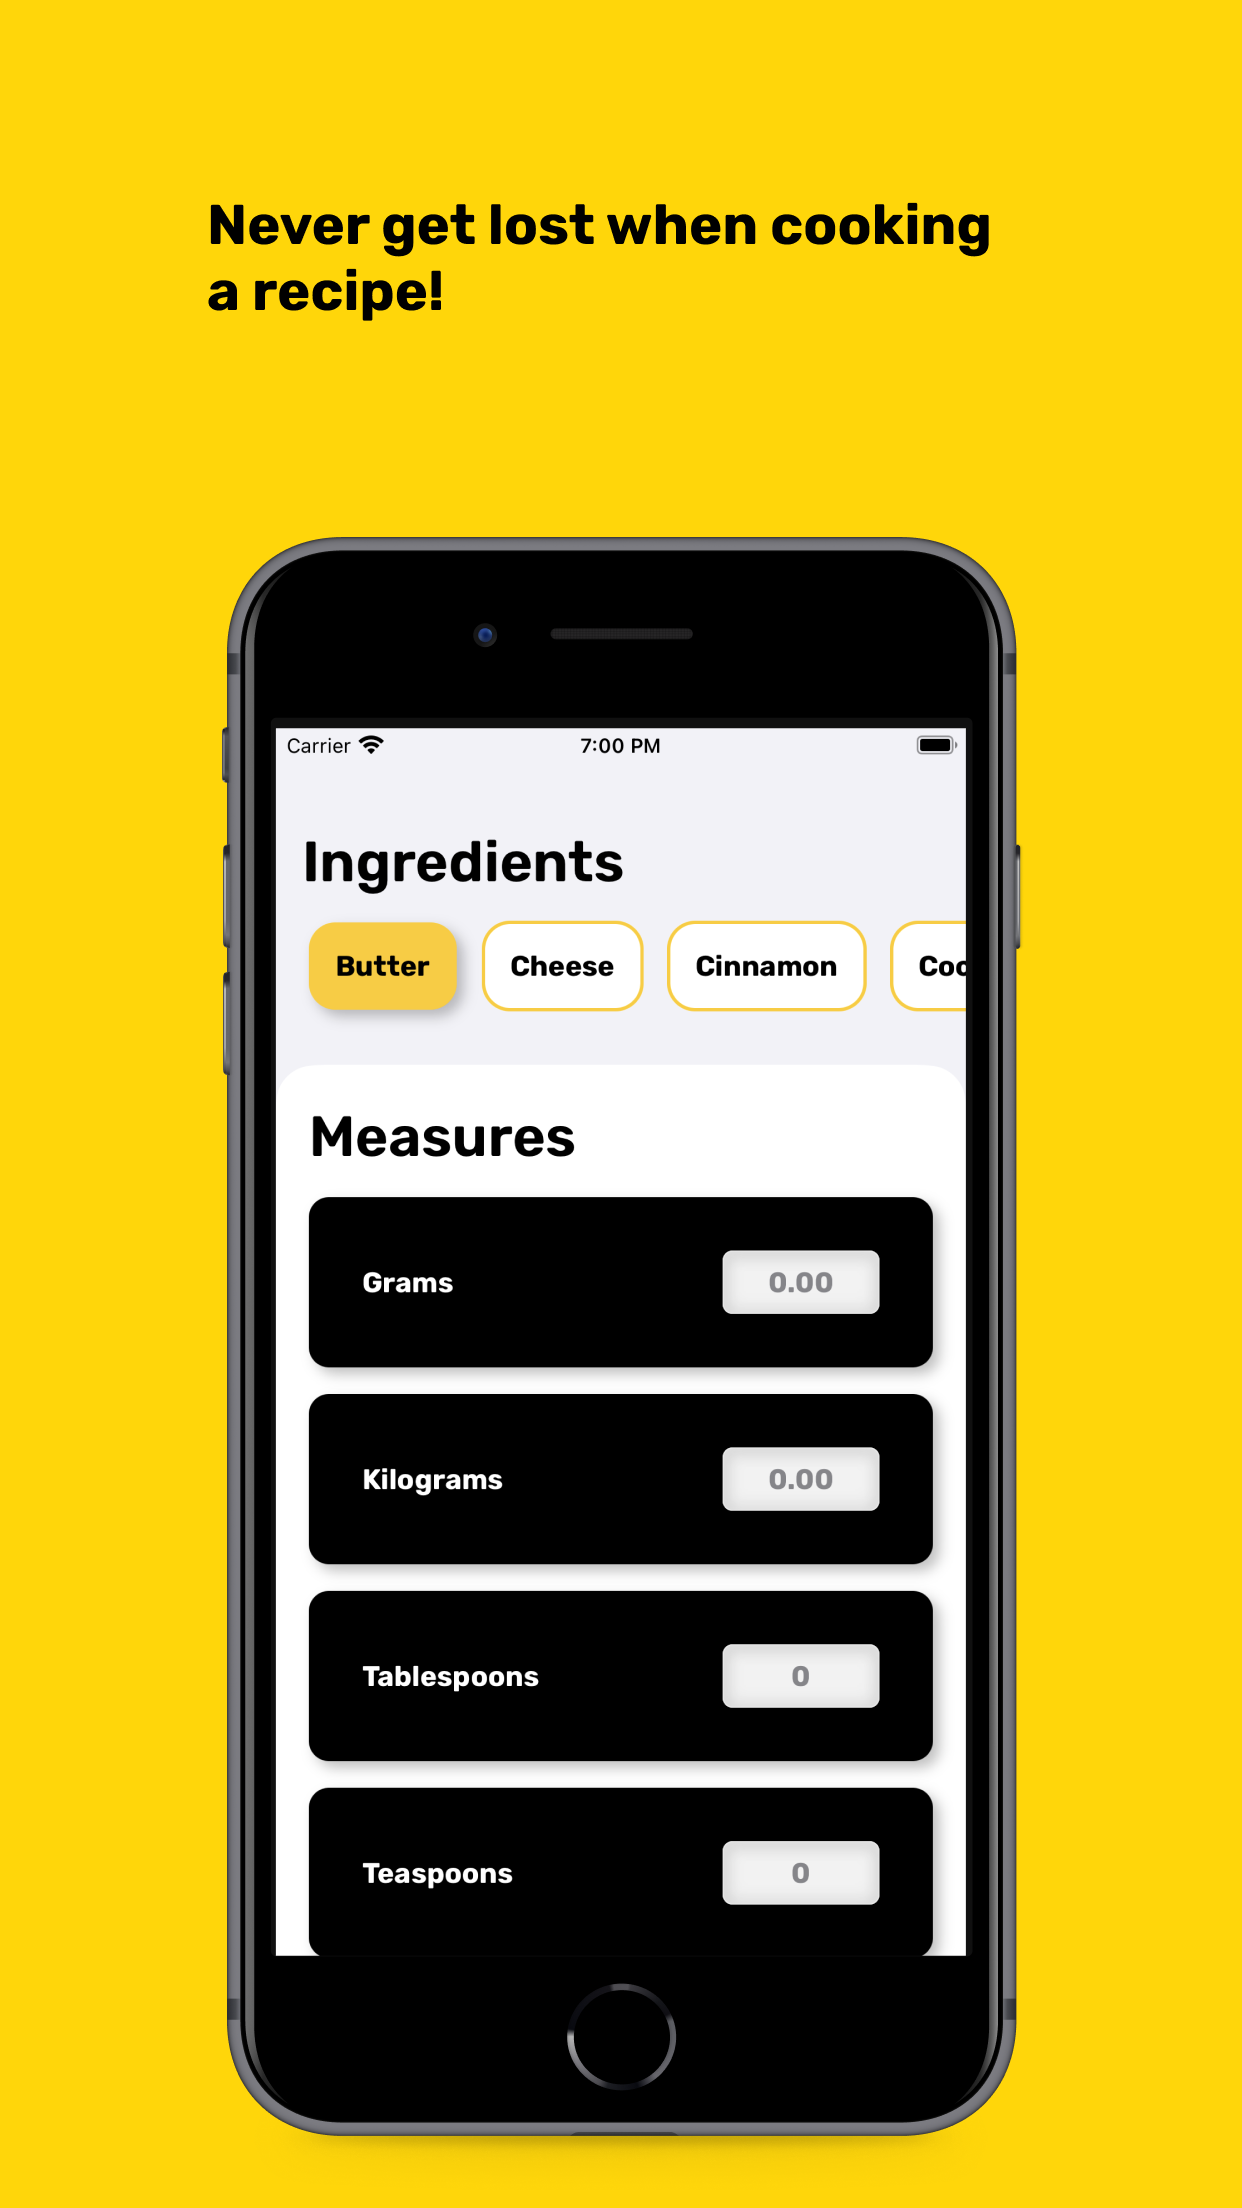 Never get lost when cooking
a recipe!
Carrier 7:00 PM
Ingredients
Butter Cheese Cinnamon Coo
Measures
Grams 0.00
Kilograms 0.00
Tablespoons 0
Teaspoons 0